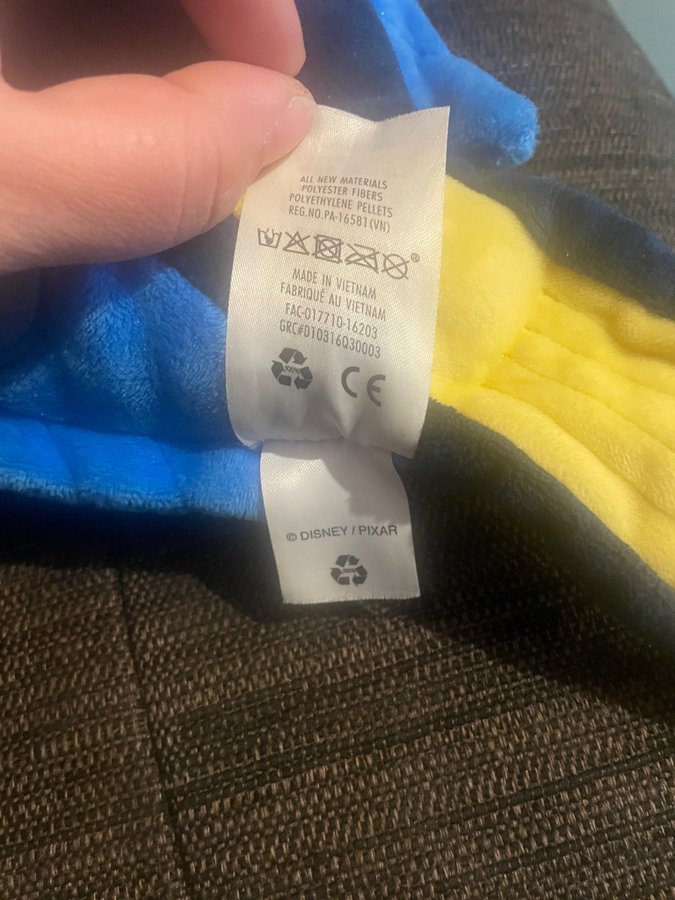 ALL NEW MATERIALS
POLYESTER FIBERS
POLYETHYLENE PELLETS
REG.NO.PA-16581(VN)
®
MADE IN VIETNAM
FABRIQUÉ AU VIETNAM
FAC-017710-16203
GRC#D10316Q30003
100%
CE
© DISNEY / PIXAR